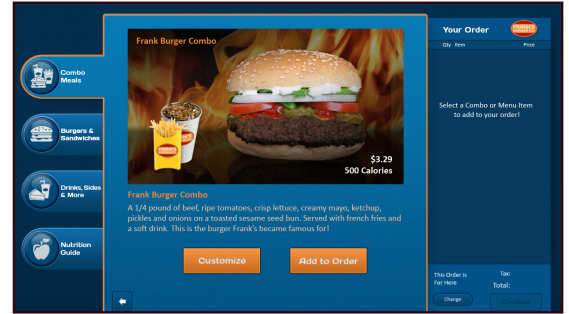 Combo
Meals
Burgers &
Sandwiches
Drinks, Sides
& More
Nutrition
Guide
Frank Burger Combo
$3.29
500 Calories
Frank Burger Combo
A 1/4 pound of beef, ripe tomatoes, crisp lettuce, creamy mayo, ketchup,
pickles and onions on a toasted sesame seed bun. Served with french fries and
a soft drink. This is the burger Frank's became famous for!
Customize
Add to Order
Your Order
Qty Item Price
Select a Combo or Menu Item
to add to your order!
This Order Is
For Here
Change
Tax:
Total:
Checkout